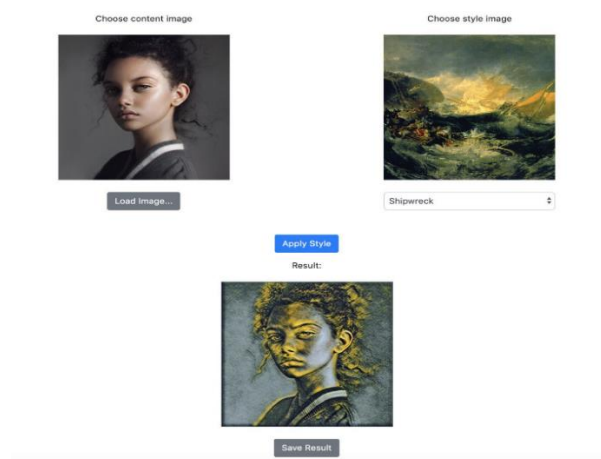 Choose content image
Choose style image
Load Image...
Shipwreck
Apply Style
Result:
Save Result